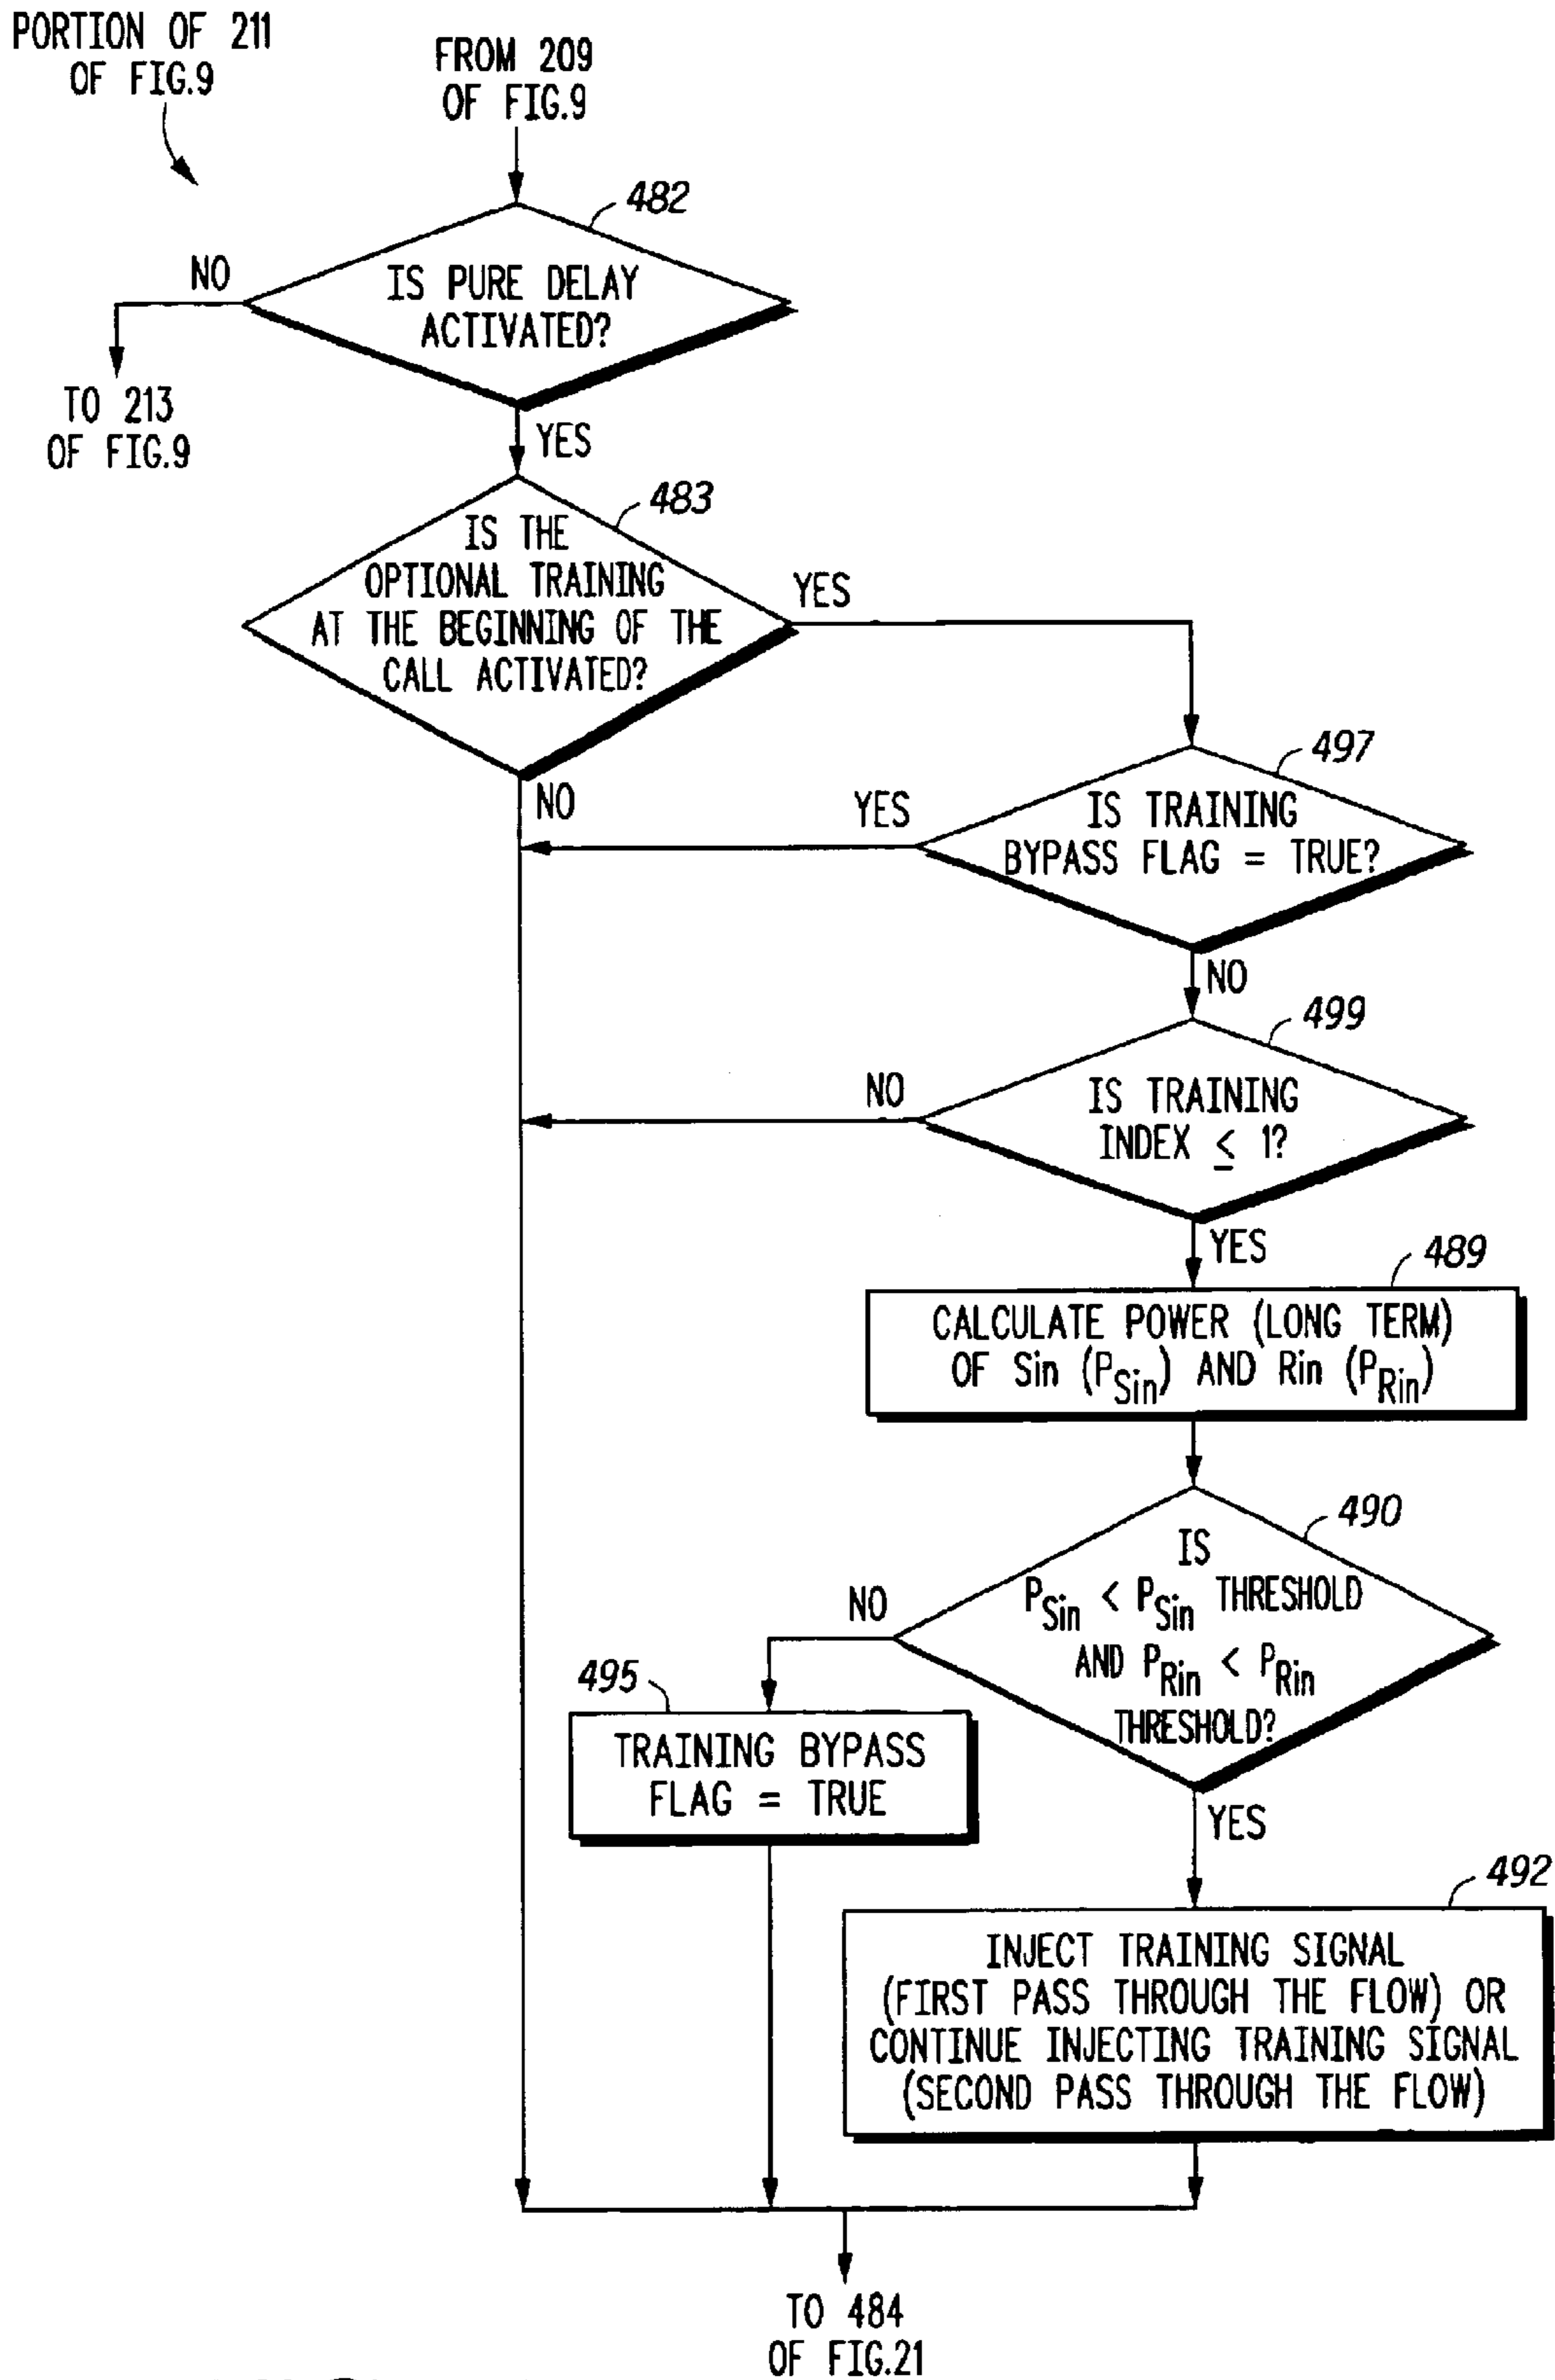 PORTION OF 211
OF FIG.9
FROM 209
OF FIG.9
482
NO
IS PURE DELAY
ACTIVATED?
TO 213
OF FIG.9
YES
483
IS THE
OPTIONAL TRAINING
AT THE BEGINNING OF THE
CALL ACTIVATED?
YES
NO
497
YES
IS TRAINING
BYPASS FLAG = TRUE?
NO
499
NO
IS TRAINING
INDEX ≤ 1?
YES
489
CALCULATE POWER (LONG TERM)
OF Sin (PSin) AND Rin (PRin)
490
IS
PSin < PSin THRESHOLD
AND PRin < PRin
THRESHOLD?
NO
495
TRAINING BYPASS
FLAG = TRUE
YES
492
INJECT TRAINING SIGNAL
(FIRST PASS THROUGH THE FLOW) OR
CONTINUE INJECTING TRAINING SIGNAL
(SECOND PASS THROUGH THE FLOW)
TO 484
OF FIG.21